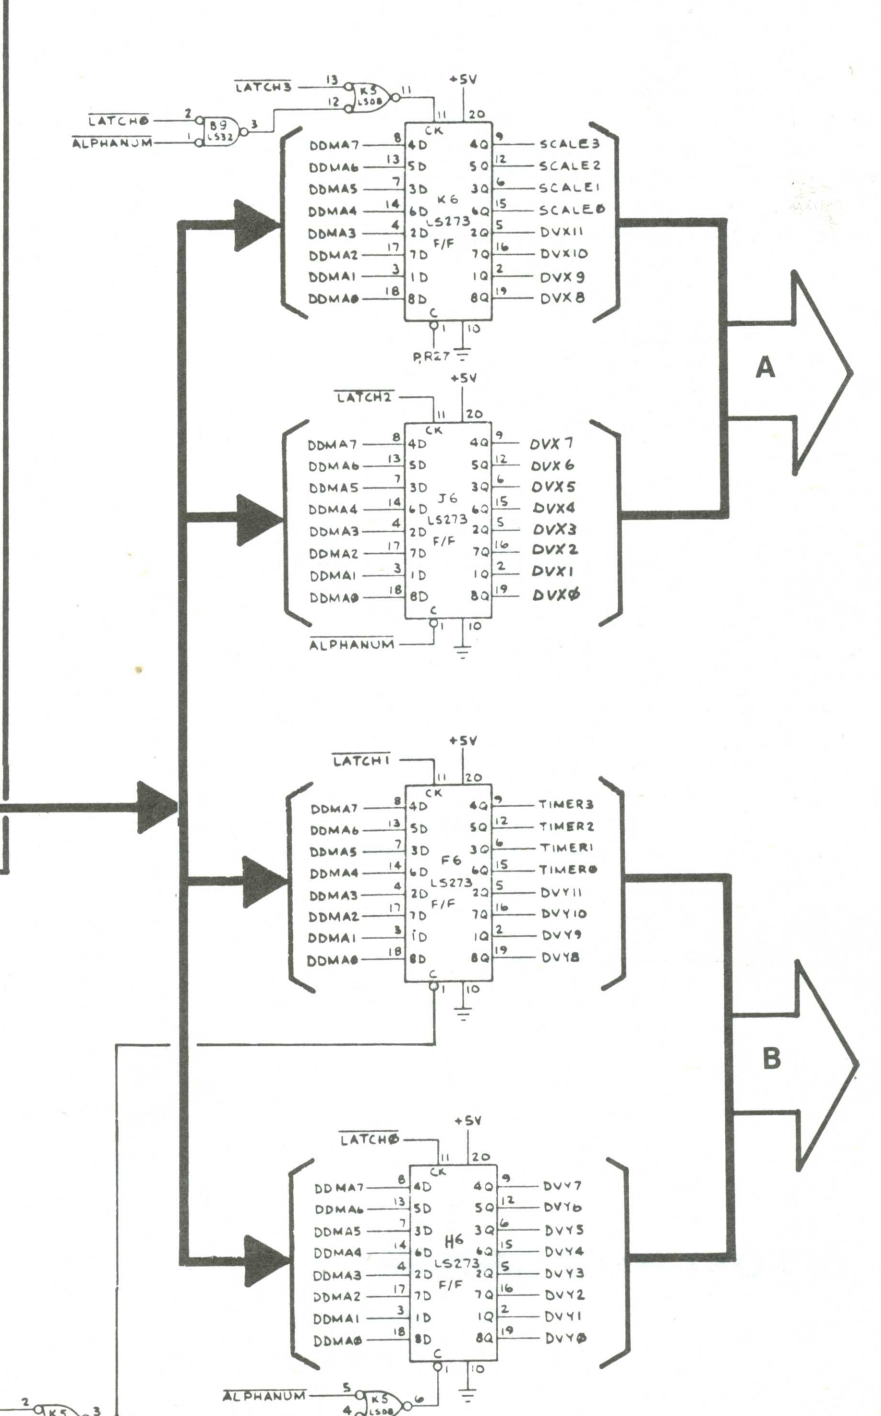 LATCH3 13 K5 11 +5V
12 LS08
LATCH0 2 B9 3
ALPHANUM 1 LS32
11 20
CK
DDMA7 8 4D 4Q 9 SCALE3
DDMA6 13 5D 5Q 12 SCALE2
DDMA5 7 3D 3Q 6 SCALE1
K6
DDMA4 14 6D 6Q 15 SCALE0
LS273
DDMA3 4 2D 2Q 5 DVX11
F/F
DDMA2 17 7D 7Q 16 DVX10
DDMA1 3 1D 1Q 2 DVX9
DDMA0 18 8D 8Q 19 DVX8
C
1 10
PR27
A
+5V
LATCH2
11 20
CK
DDMA7 8 4D 4Q 9 DVX7
DDMA6 13 5D 5Q 12 DVX6
DDMA5 7 3D 3Q 6 DVX5
J6
DDMA4 14 6D 6Q 15 DVX4
LS273
DDMA3 4 2D 2Q 5 DVX3
F/F
DDMA2 17 7D 7Q 16 DVX2
DDMA1 3 1D 1Q 2 DVX1
DDMA0 18 8D 8Q 19 DVX0
C
1 10
ALPHANUM
+5V
LATCH1
11 20
CK
DDMA7 8 4D 4Q 9 TIMER3
DDMA6 13 5D 5Q 12 TIMER2
DDMA5 7 3D 3Q 6 TIMER1
F6
DDMA4 14 6D 6Q 15 TIMER0
LS273
DDMA3 4 2D 2Q 5 DVY11
F/F
DDMA2 17 7D 7Q 16 DVY10
DDMA1 3 1D 1Q 2 DVY9
DDMA0 18 8D 8Q 19 DVY8
C
1 10
B
+5V
LATCH0
11 20
CK
DDMA7 8 4D 4Q 9 DVY7
DDMA6 13 5D 5Q 12 DVY6
DDMA5 7 3D 3Q 6 DVY5
H6
DDMA4 14 6D 6Q 15 DVY4
LS273
DDMA3 4 2D 2Q 5 DVY3
F/F
DDMA2 17 7D 7Q 16 DVY2
DDMA1 3 1D 1Q 2 DVY1
DDMA0 18 8D 8Q 19 DVY0
C
1 10
ALPHANUM 5 K5 6
4 LS08
2 K5 3